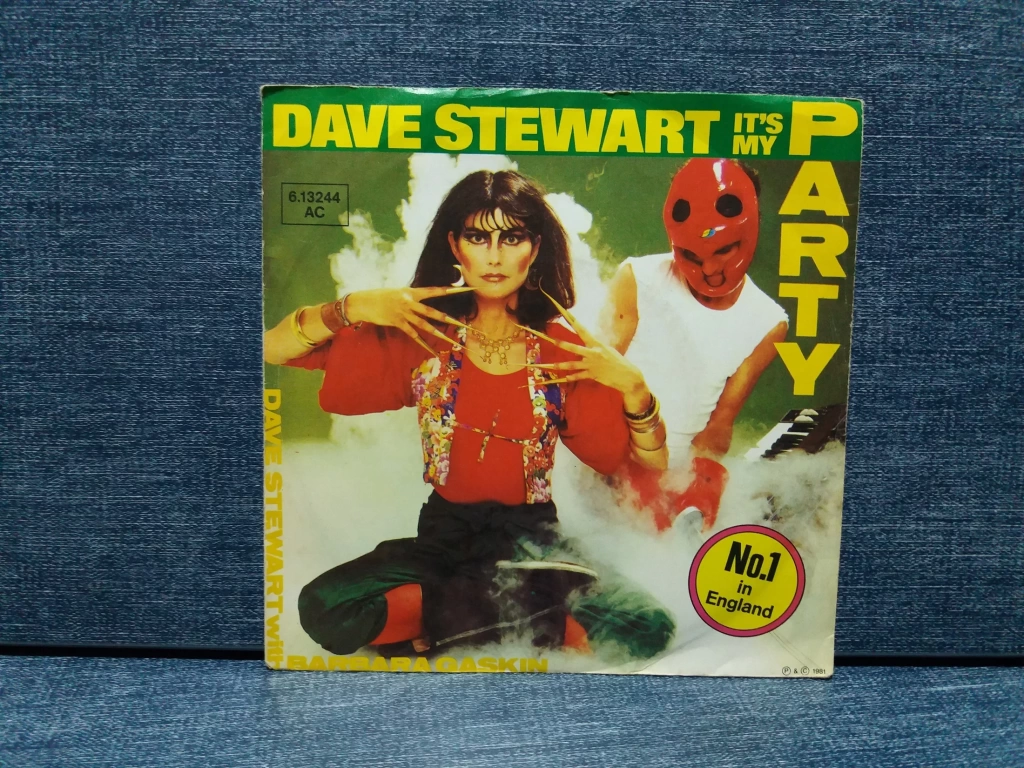 DAVE STEWART IT'S MY PARTY
6.13244
AC
DAVE STEWART with
BARBARA GASKIN
No.1
in
England
Ⓟ & Ⓒ 1981